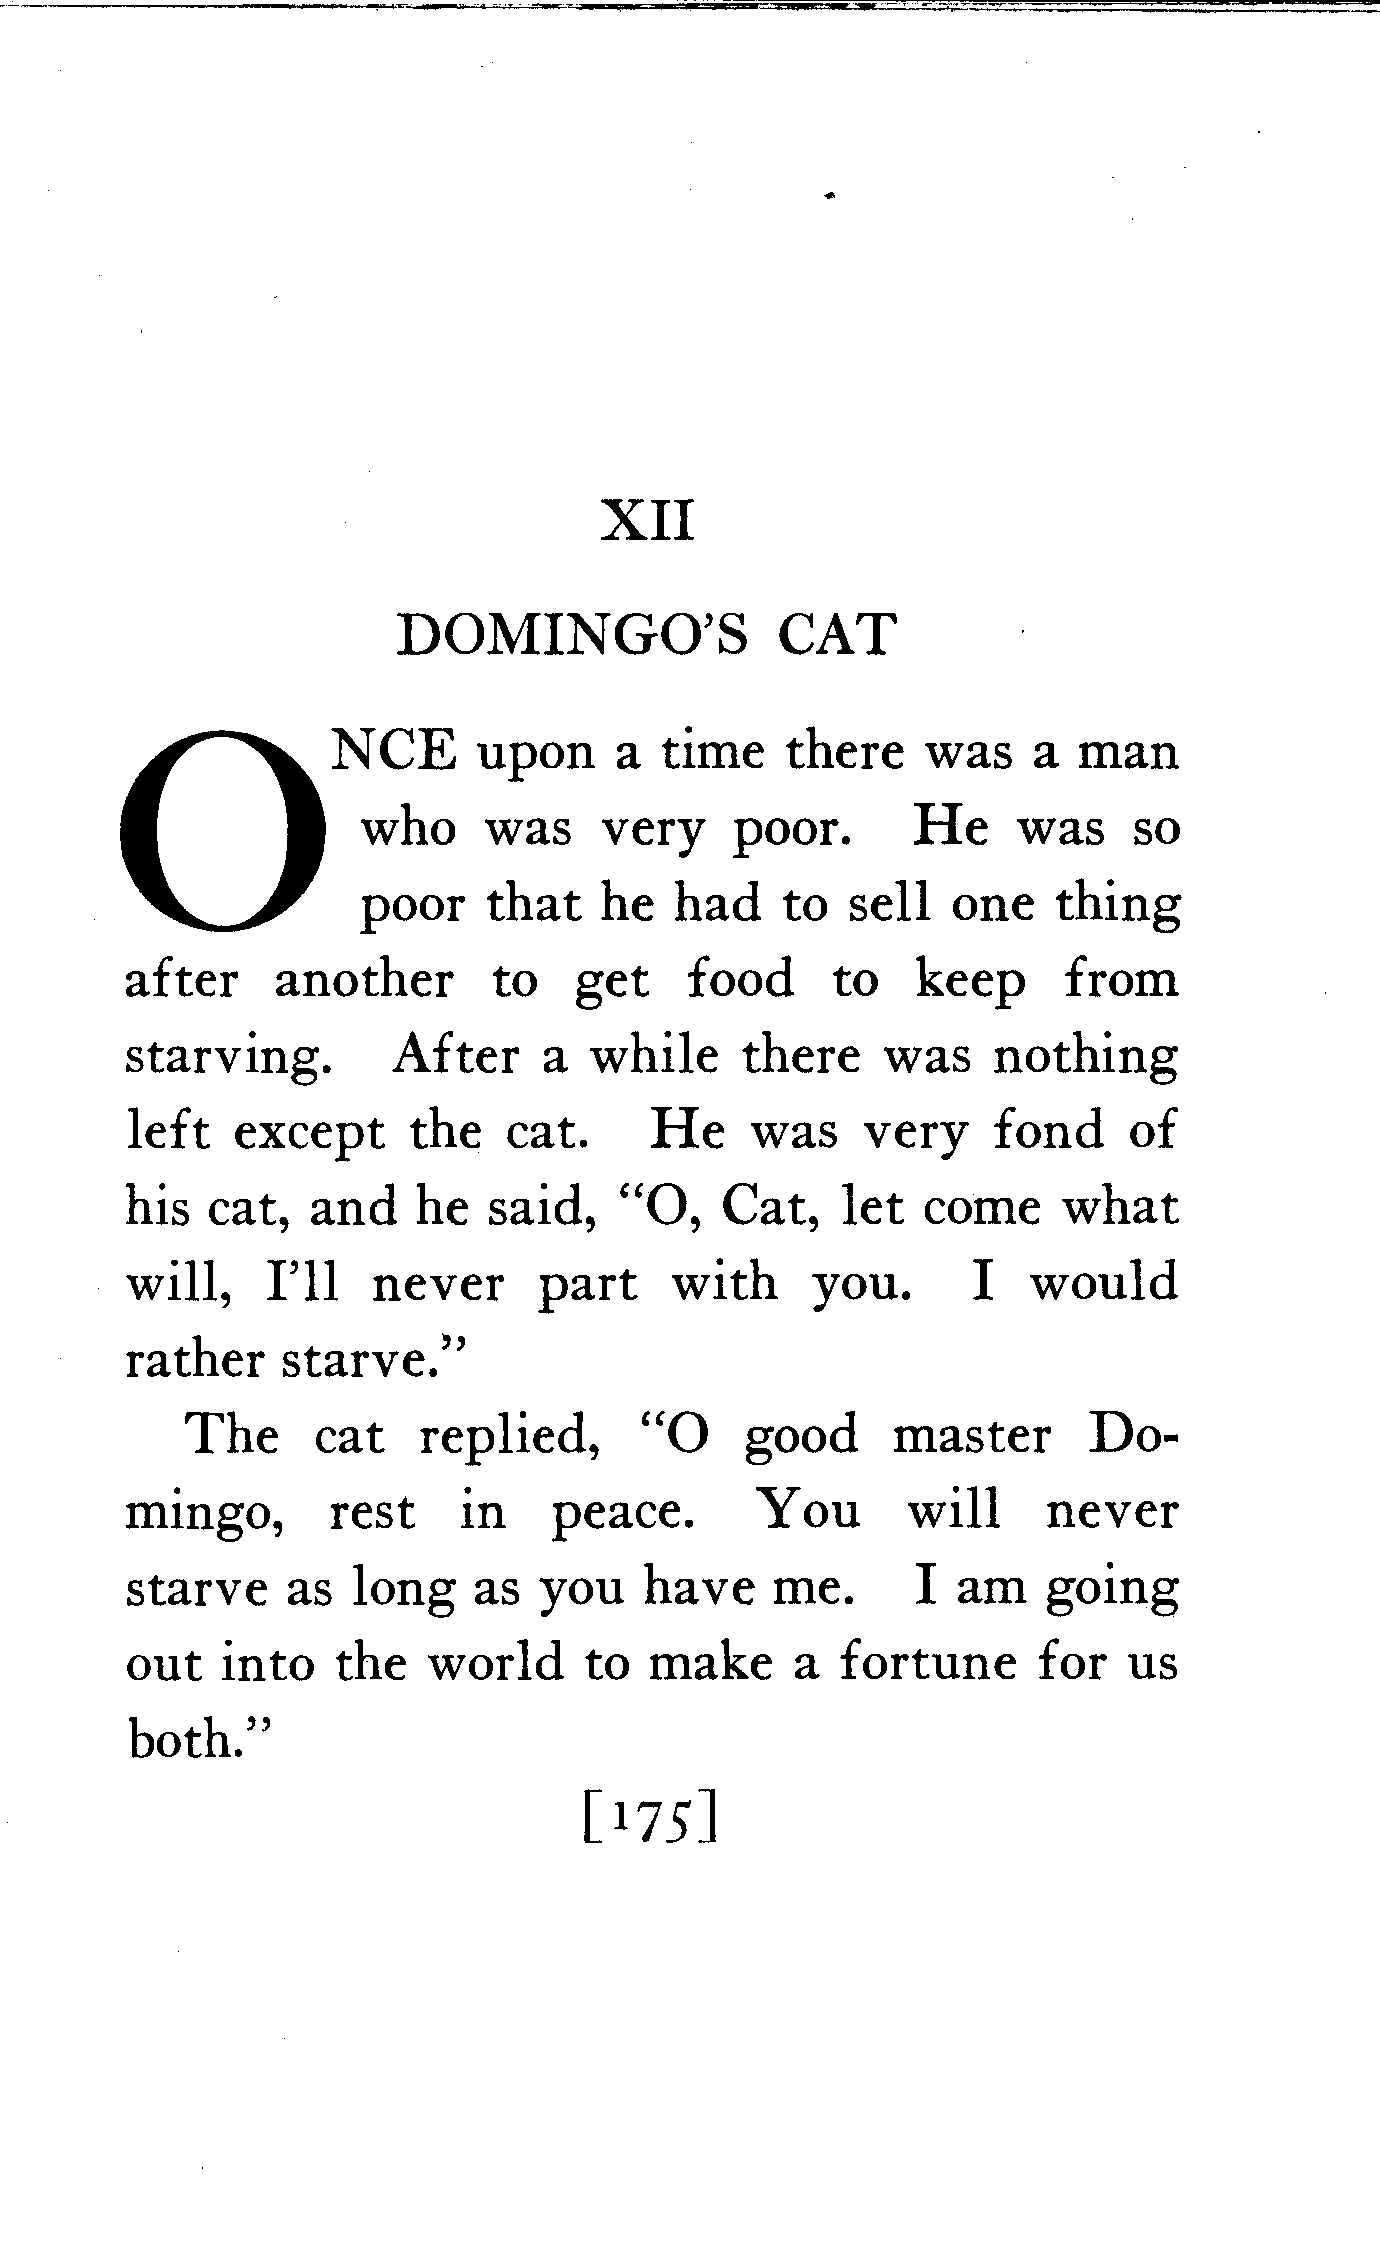 XII
DOMINGO'S CAT
ONCE upon a time there was a man
who was very poor. He was so
poor that he had to sell one thing
after another to get food to keep from
starving. After a while there was nothing
left except the cat. He was very fond of
his cat, and he said, “O, Cat, let come what
will, I'll never part with you. I would
rather starve.”
The cat replied, “O good master Do-
mingo, rest in peace. You will never
starve as long as you have me. I am going
out into the world to make a fortune for us
both.”
[175]